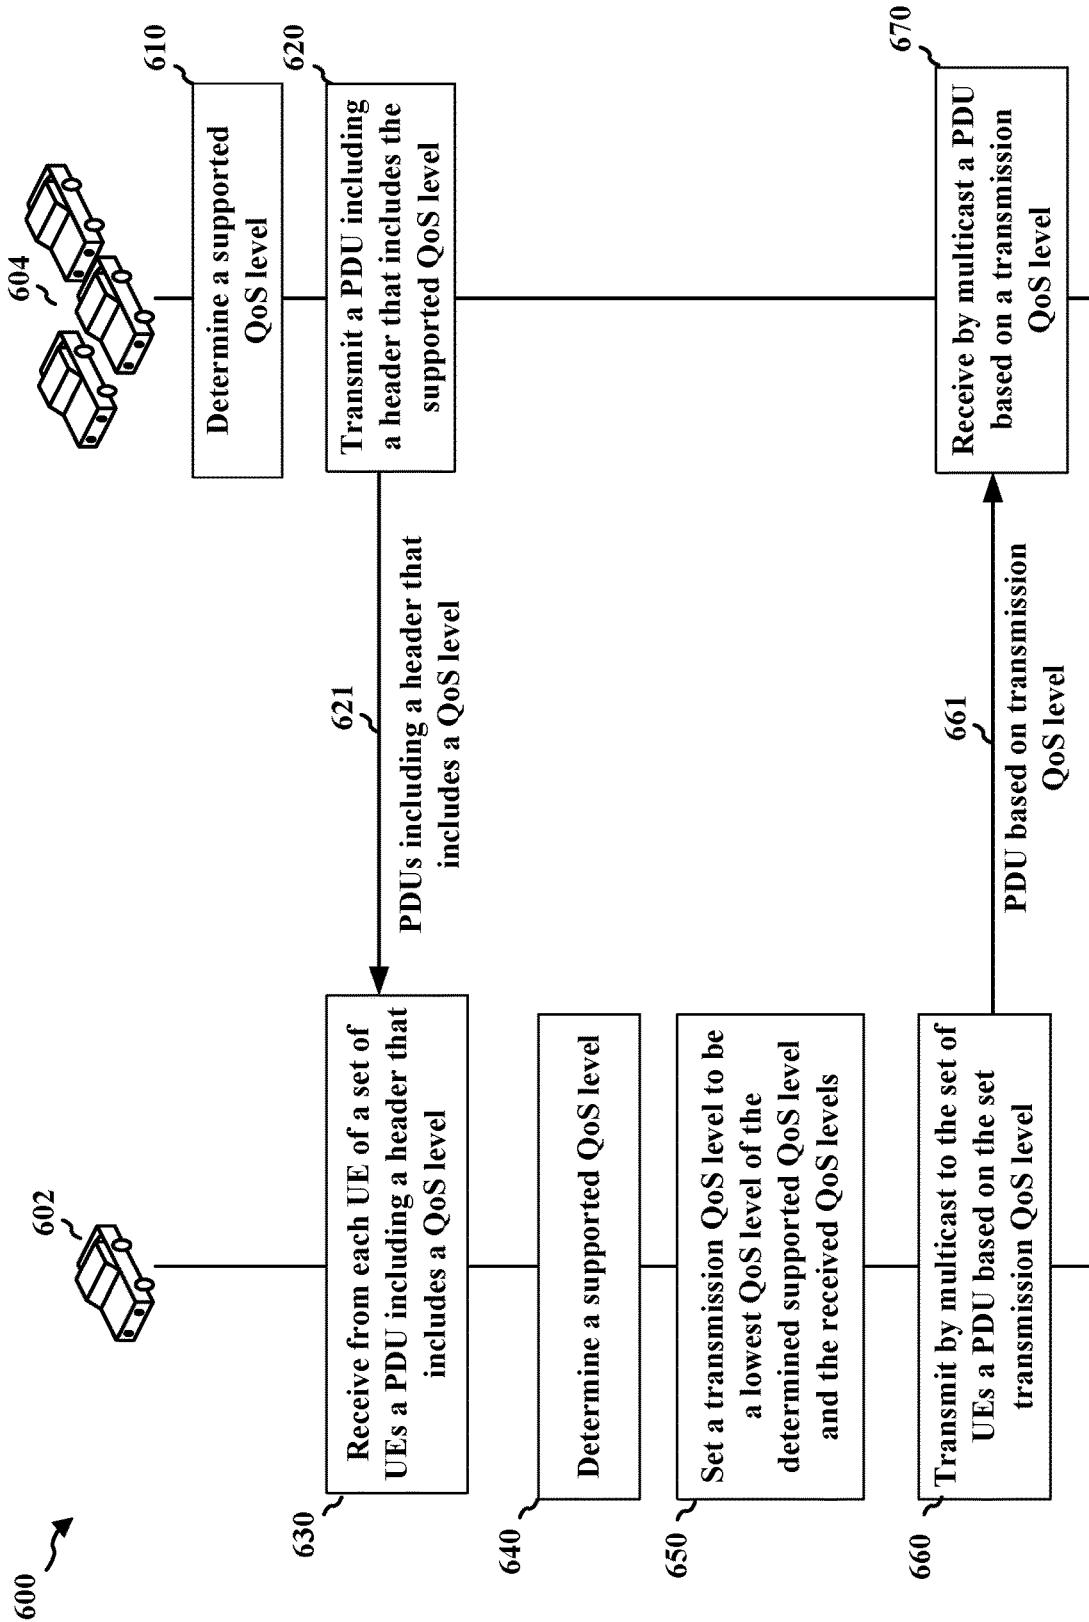 600
602
604
610
Determine a supported
QoS level
620
Transmit a PDU including
a header that includes the
supported QoS level
621
PDUs including a header that
includes a QoS level
630
Receive from each UE of a set of
UEs a PDU including a header that
includes a QoS level
640
Determine a supported QoS level
650
Set a transmission QoS level to be
a lowest QoS level of the
determined supported QoS level
and the received QoS levels
660
Transmit by multicast to the set of
UEs a PDU based on the set
transmission QoS level
661
PDU based on transmission
QoS level
670
Receive by multicast a PDU
based on a transmission
QoS level